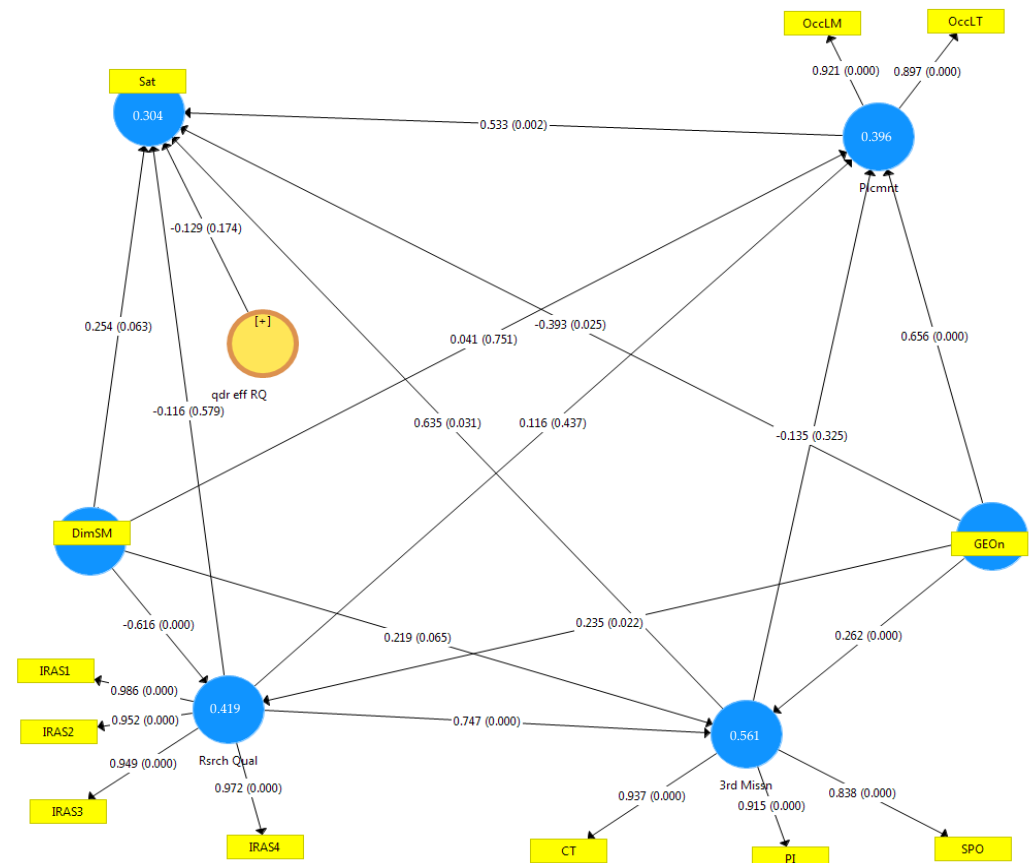 OccLM
OccLT
0.921 (0.000)
0.897 (0.000)
Sat
0.304
0.533 (0.002)
0.396
Plcmnt
-0.129 (0.174)
[+]
qdr eff RQ
0.254 (0.063)
-0.393 (0.025)
0.041 (0.751)
0.656 (0.000)
-0.116 (0.579)
0.635 (0.031)
0.116 (0.437)
-0.135 (0.325)
DimSM
GEOn
-0.616 (0.000)
0.219 (0.065)
0.235 (0.022)
0.262 (0.000)
IRAS1
0.986 (0.000)
0.419
IRAS2
0.952 (0.000)
0.747 (0.000)
0.561
0.949 (0.000)
Rsrch Qual
0.972 (0.000)
3rd Missn
0.937 (0.000)
0.915 (0.000)
0.838 (0.000)
IRAS3
IRAS4
CT
PI
SPO